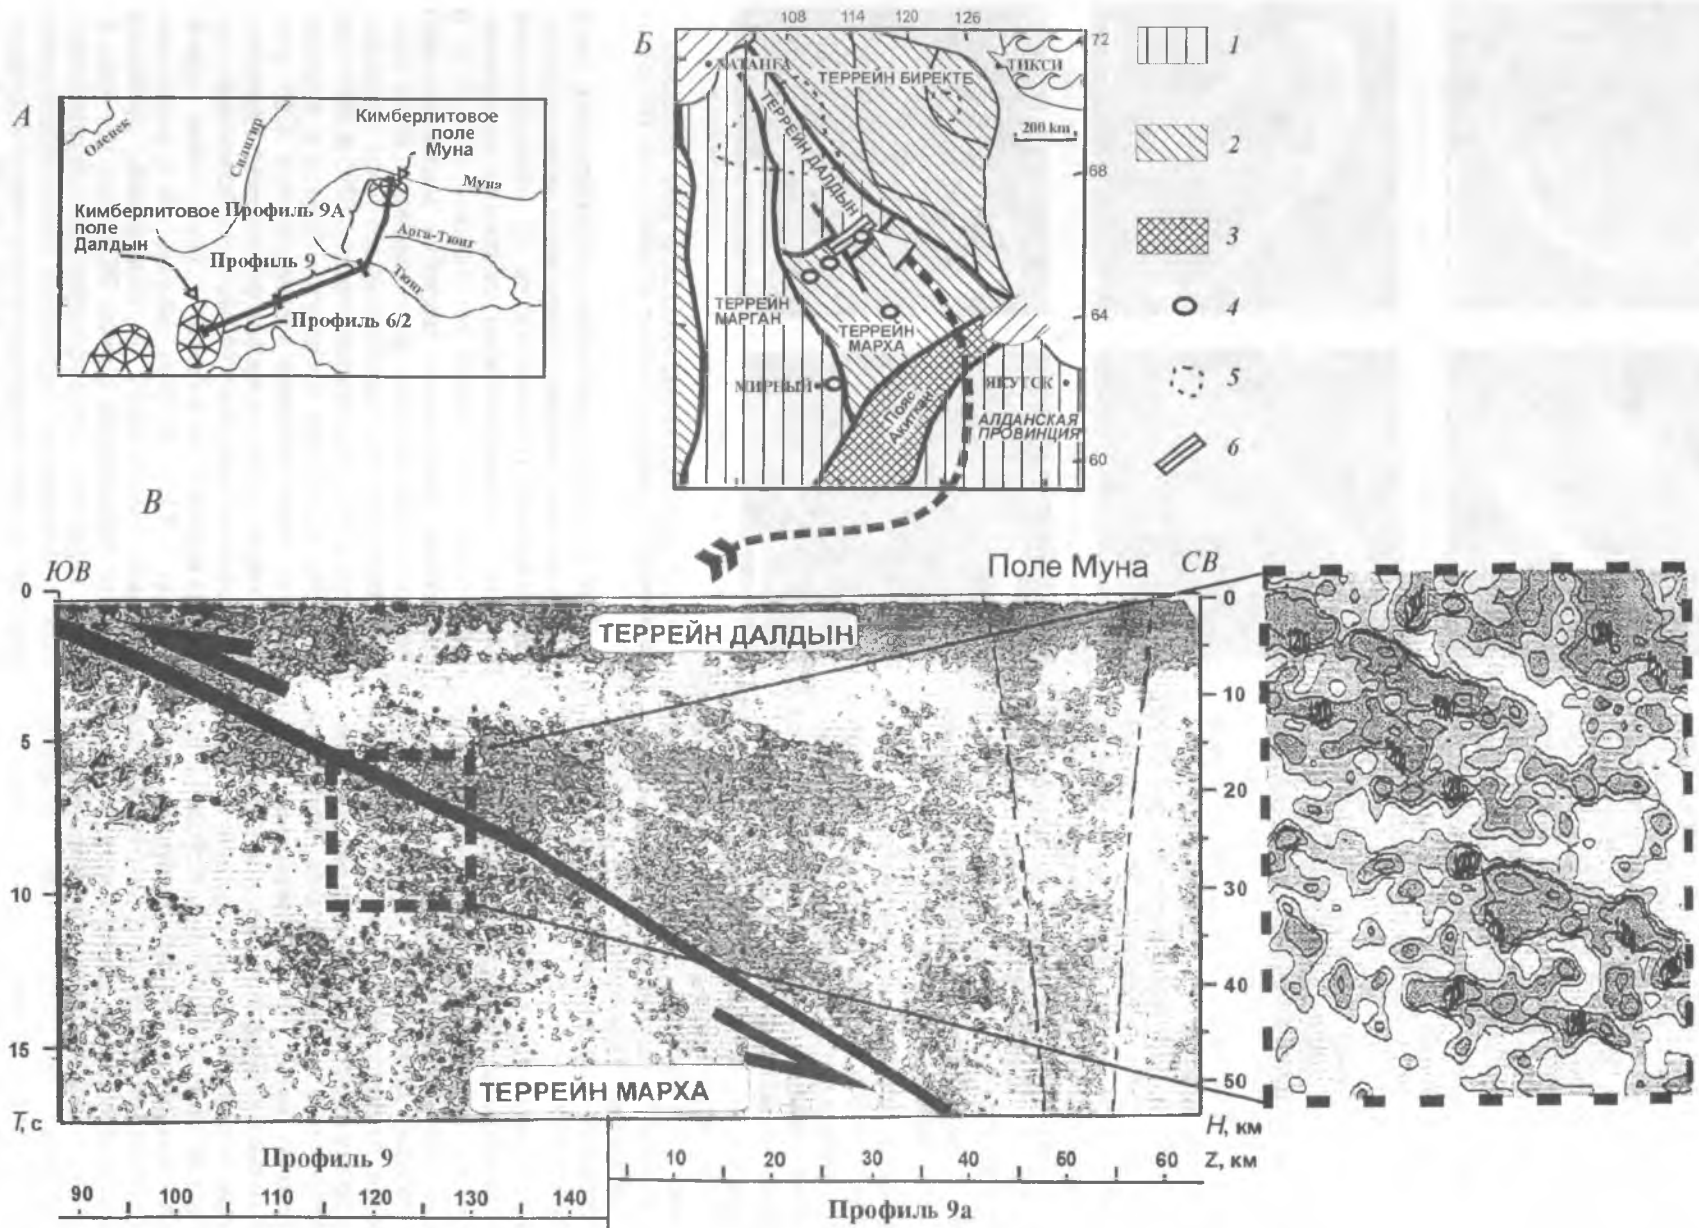 А
Кимберлитовое
поле
Муна
Оленек
Силигир
Муна
Кимберлитовое
поле
Далдын
Профиль 9А
Арга-Тюнг
Профиль 9
Тюнг
Профиль 6/2
Б
108 114 120 126
72
68
64
60
ХАТАНГА
ТЕРРЕЙН БИРЕКТЕ
ТИКСИ
200 km
ТЕРРЕЙН ДАЛДЫН
ТЕРРЕЙН
МАРГАН
ТЕРРЕЙН
МАРХА
МИРНЫЙ
Пояс
Акиткан
ЯКУТСК
АЛДАНСКАЯ
ПРОВИНЦИЯ
1
2
3
4
5
6
В
ЮВ
Поле Муна
СВ
0
5
10
15
Т, с
ТЕРРЕЙН ДАЛДЫН
ТЕРРЕЙН МАРХА
0
10
20
30
40
50
Н, км
Профиль 9
90 100 110 120 130 140
10 20 30 40 50 60 Z, км
Профиль 9а